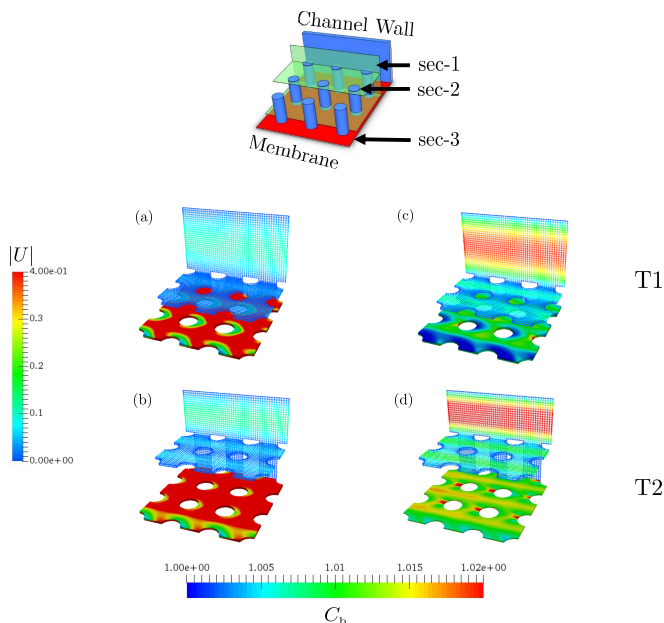 Channel Wall
sec-1
sec-2
sec-3
Membrane
(a)
(c)
|U|
4.00e-01
0.3
0.2
0.1
0.00e+00
T1
(b)
(d)
T2
1.00e+00 1.005 1.01 1.015 1.02e+00
C_b